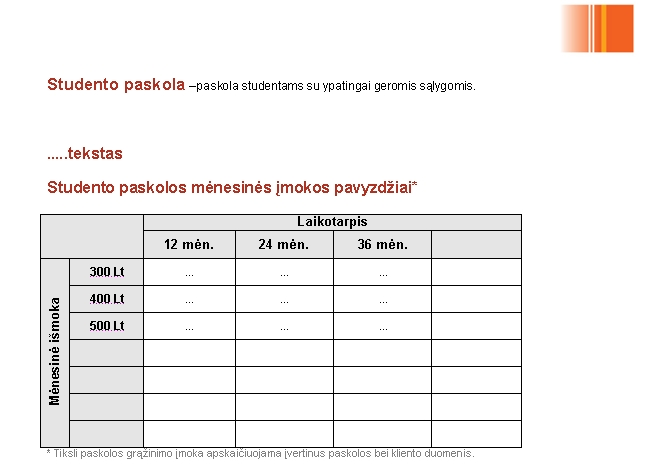 Studento paskola –paskola studentams su ypatingai geromis sąlygomis.
.....tekstas
Studento paskolos mėnesinės įmokos pavyzdžiai*
Laikotarpis
12 mėn. 24 mėn. 36 mėn.
Mėnesinė išmoka
300 Lt ... ... ...
400 Lt ... ... ...
500 Lt ... ... ...
* Tiksli paskolos grąžinimo įmoka apskaičiuojama įvertinus paskolos bei kliento duomenis.